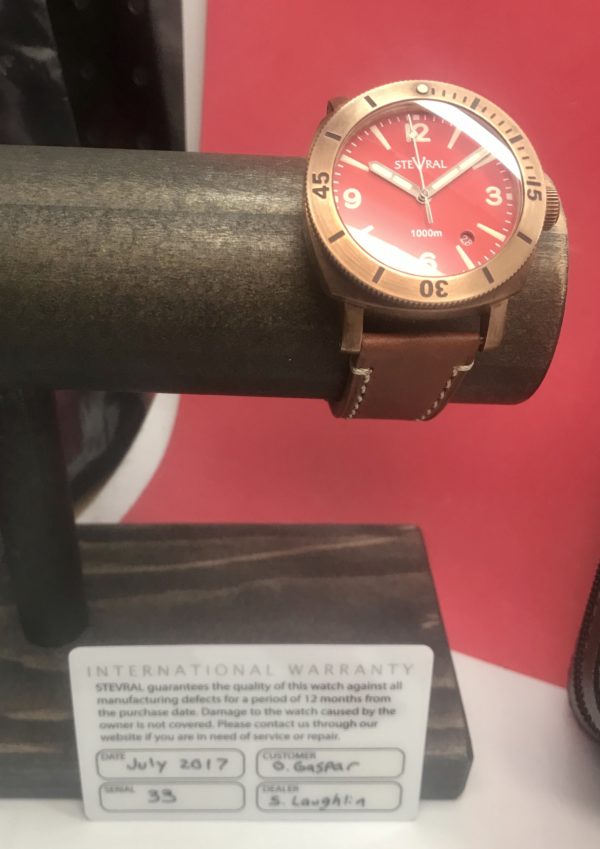 12
STEVRAL
45
9
3
15
1000m
6
30
INTERNATIONAL WARRANTY
STEVRAL guarantees the quality of this watch against all
manufacturing defects for a period of 12 months from
the purchase date. Damage to the watch caused by the
owner is not covered. Please contact us through our
website if you are in need of service or repair.
DATE July 2017
CUSTOMER O. Gaspar
SERIAL 33
DEALER S. Laughlin